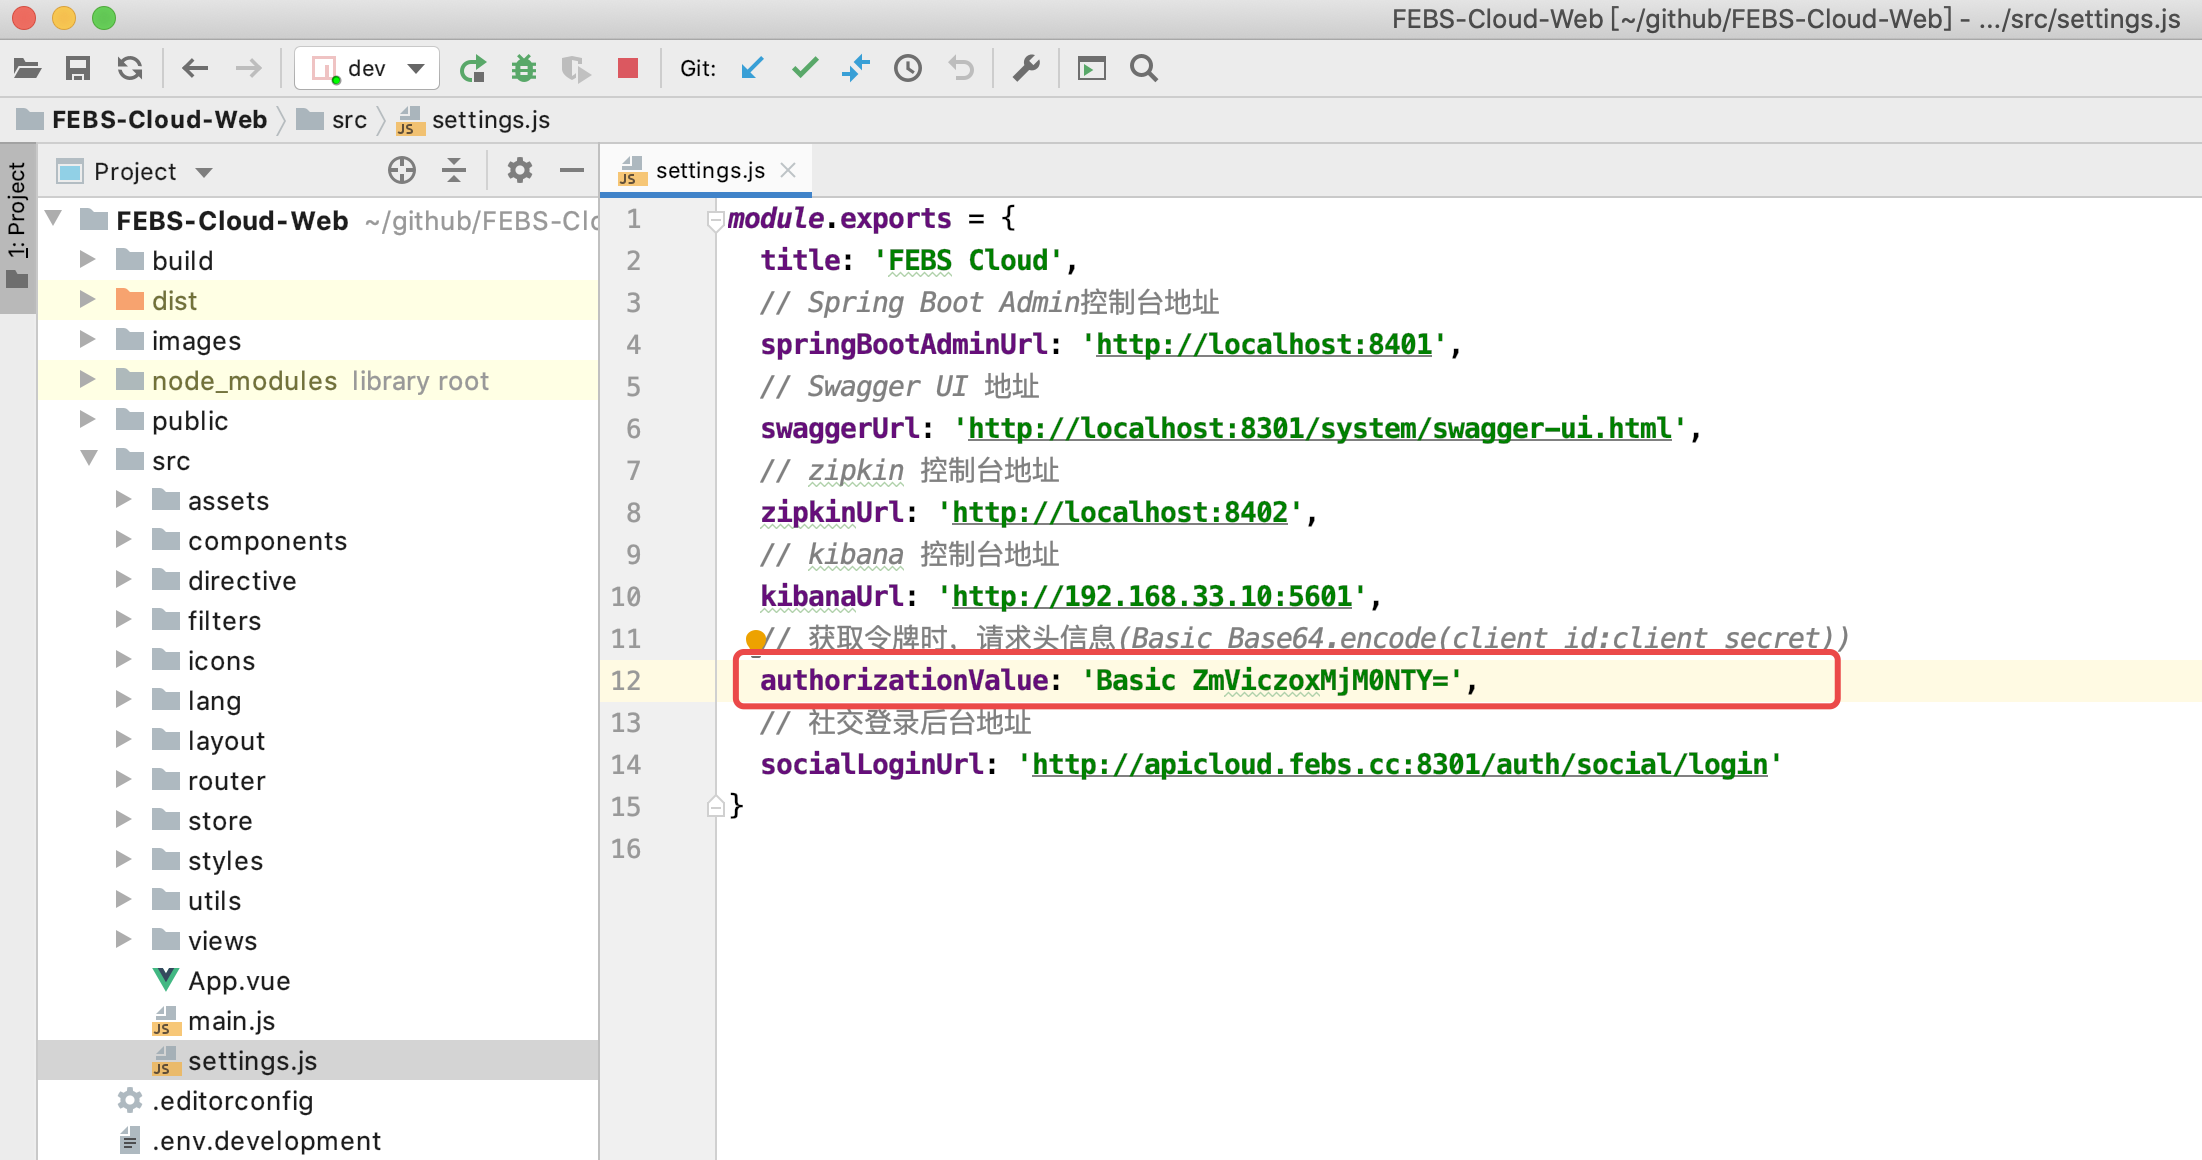 FEBS-Cloud-Web [~/github/FEBS-Cloud-Web] - .../src/settings.js
dev
Git:
FEBS-Cloud-Web
src
settings.js
1: Project
Project
settings.js
FEBS-Cloud-Web ~/github/FEBS-Clo
build
dist
images
node_modules library root
public
src
assets
components
directive
filters
icons
lang
layout
router
store
styles
utils
views
App.vue
main.js
settings.js
.editorconfig
.env.development
1 module.exports = {
2 title: 'FEBS Cloud',
3 // Spring Boot Admin控制台地址
4 springBootAdminUrl: 'http://localhost:8401',
5 // Swagger UI 地址
6 swaggerUrl: 'http://localhost:8301/system/swagger-ui.html',
7 // zipkin 控制台地址
8 zipkinUrl: 'http://localhost:8402',
9 // kibana 控制台地址
10 kibanaUrl: 'http://192.168.33.10:5601',
11 // 获取令牌时，请求头信息(Basic Base64.encode(client_id:client_secret))
12 authorizationValue: 'Basic ZmViczoxMjM0NTY=',
13 // 社交登录后台地址
14 socialLoginUrl: 'http://apicloud.febs.cc:8301/auth/social/login'
15 }
16